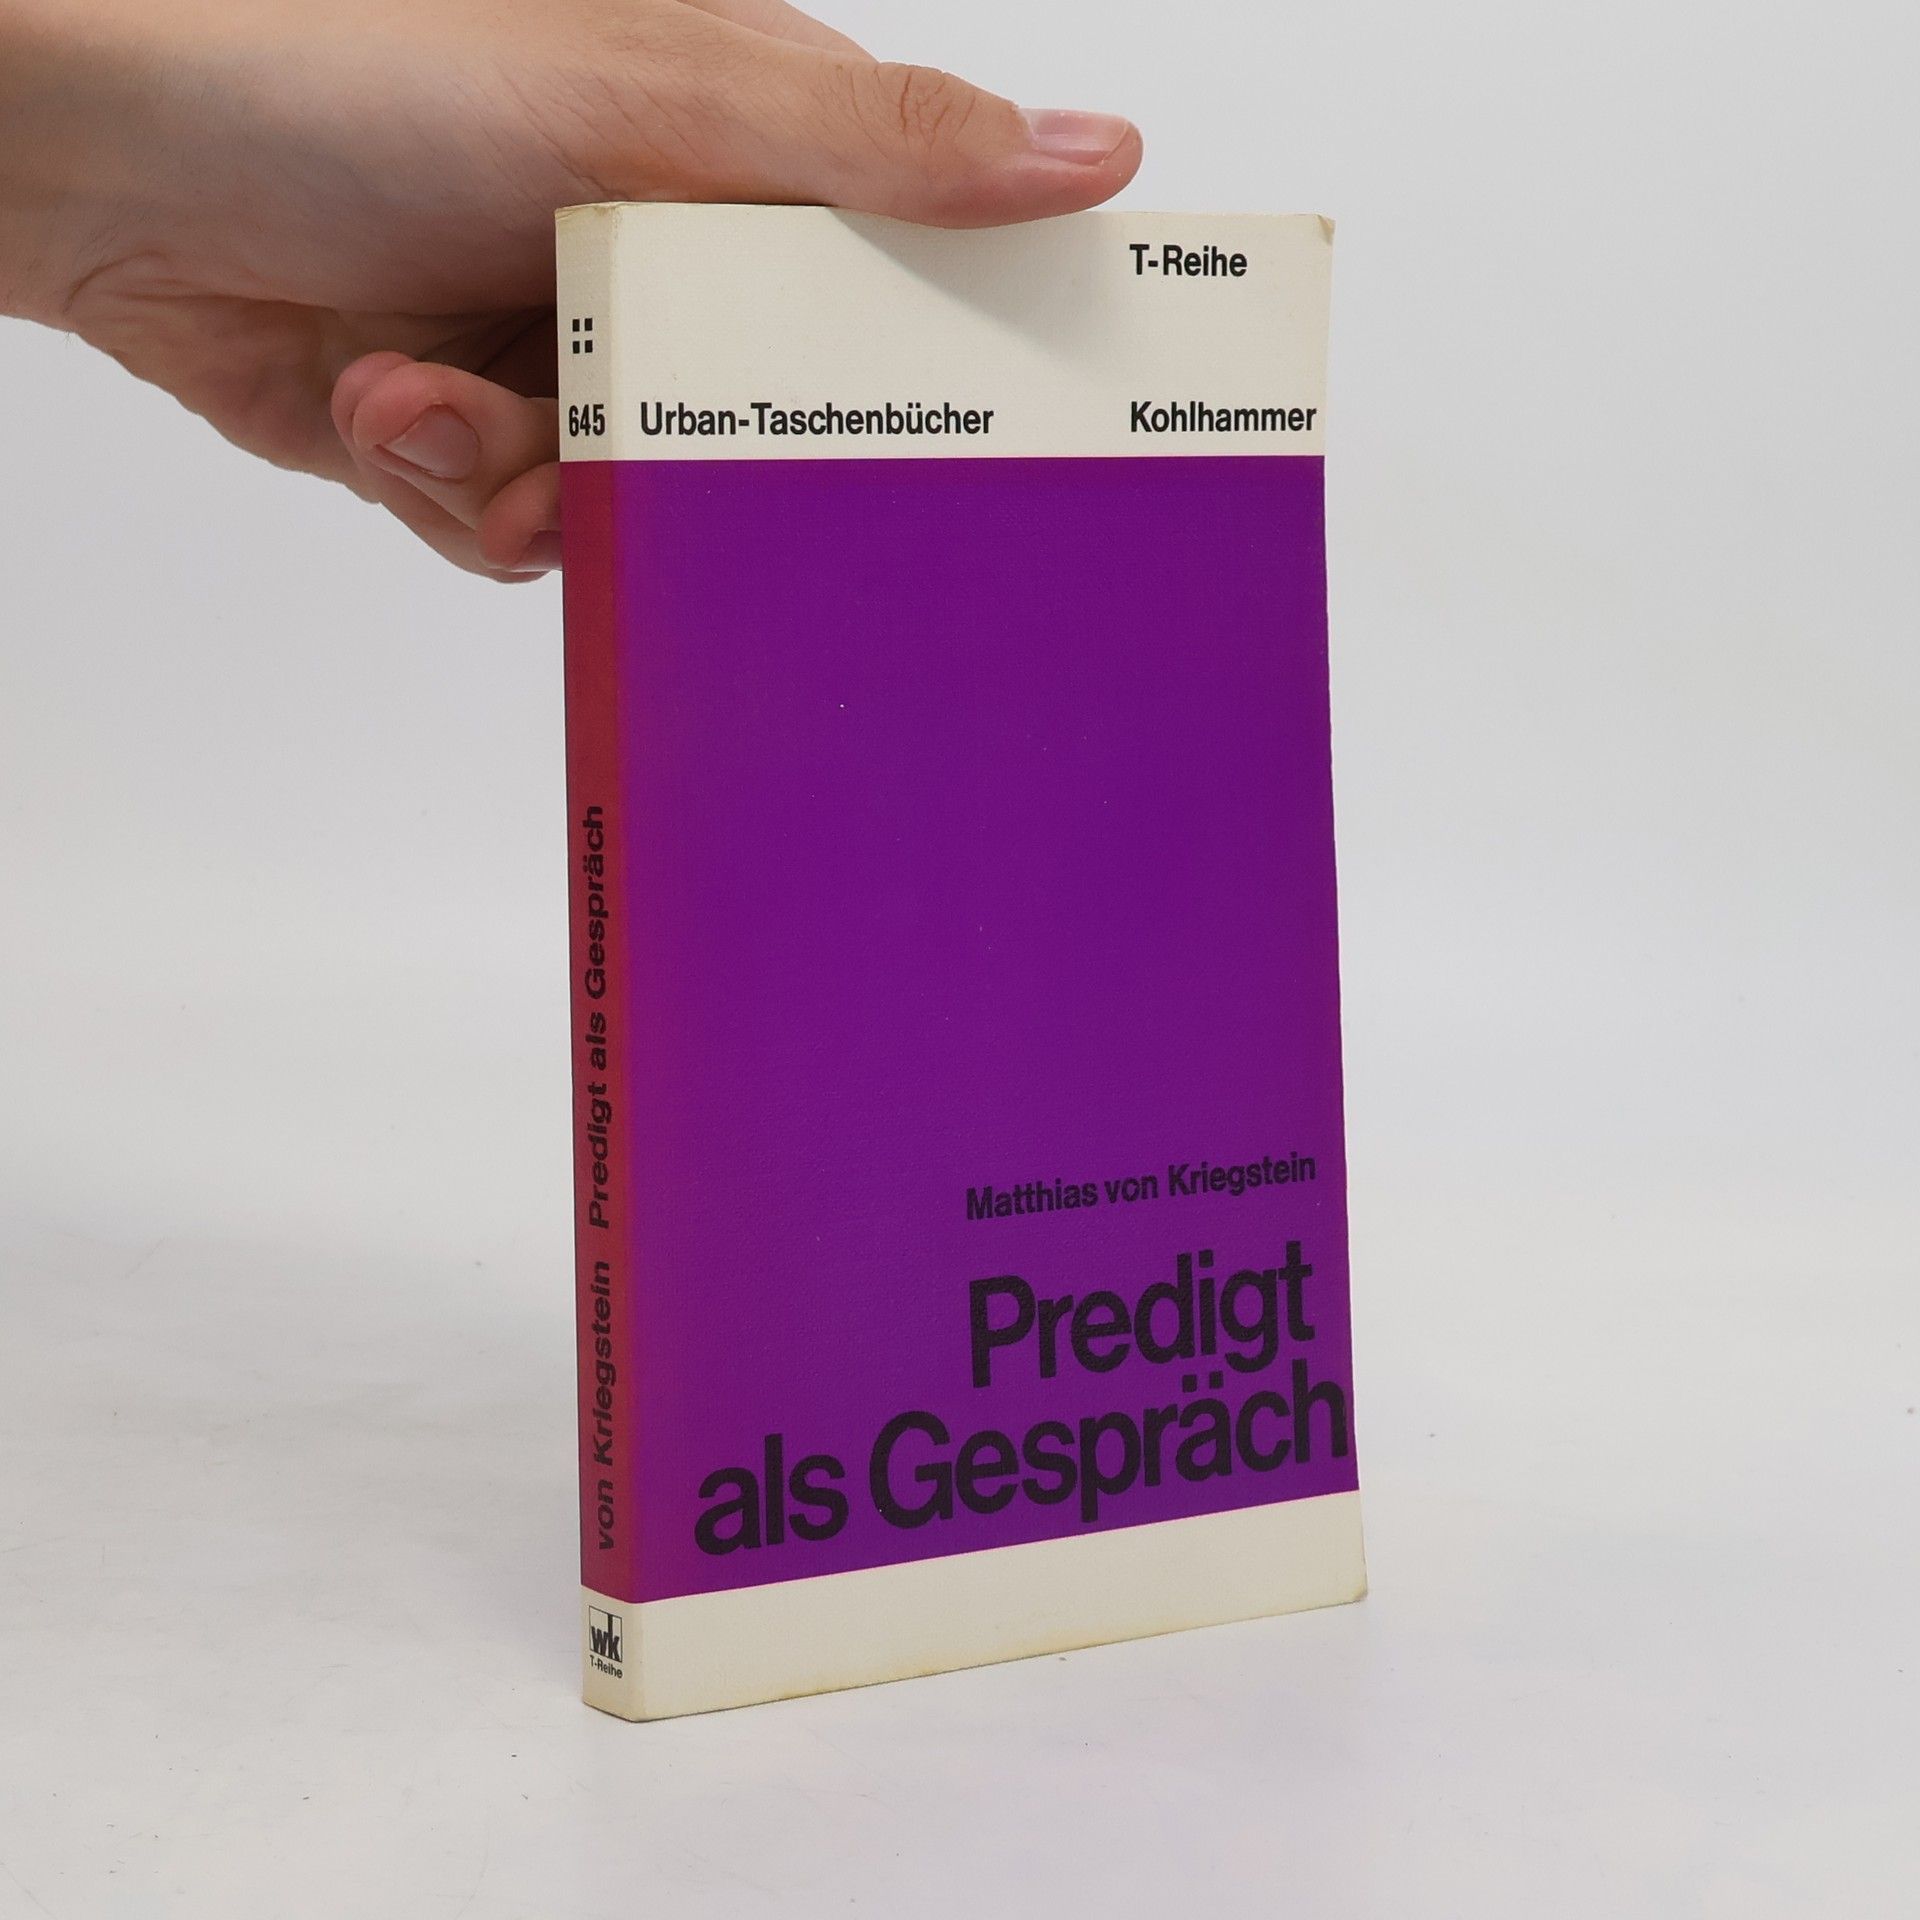 T-Reihe
645
Urban-Taschenbücher
Kohlhammer
Matthias von Kriegstein
Predigt
als Gespräch
von Kriegstein Predigt als Gespräch
wk
T-Reihe